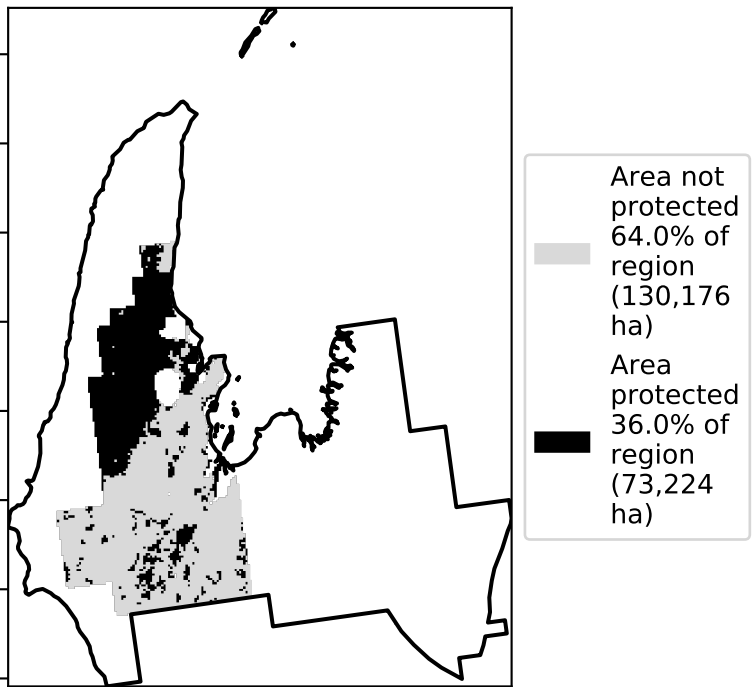 Area not
protected
64.0% of
region
(130,176
ha)
Area
protected
36.0% of
region
(73,224
ha)